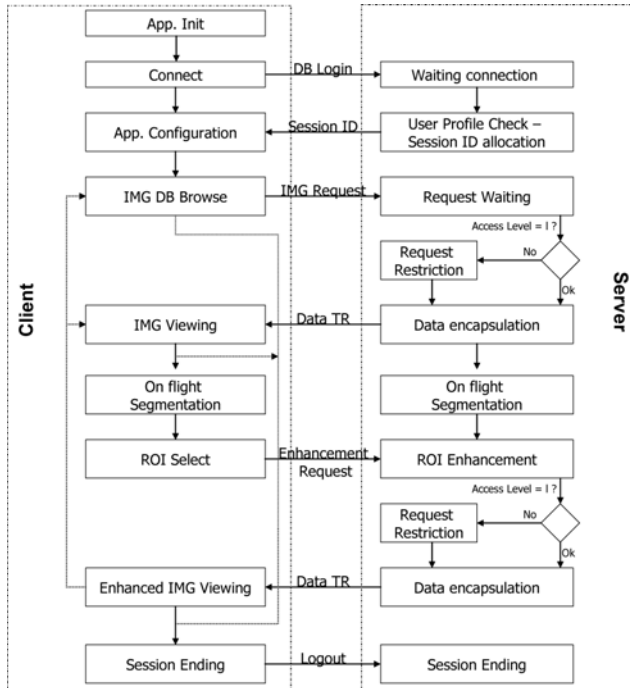 App. Init
Connect
DB Login
Waiting connection
App. Configuration
Session ID
User Profile Check –
Session ID allocation
IMG DB Browse
IMG Request
Request Waiting
Access Level = I ?
No
Request
Restriction
Ok
Client
Server
IMG Viewing
Data TR
Data encapsulation
On flight
Segmentation
On flight
Segmentation
ROI Select
Enhancement
Request
ROI Enhancement
Access Level = I ?
No
Request
Restriction
Ok
Enhanced IMG Viewing
Data TR
Data encapsulation
Session Ending
Logout
Session Ending